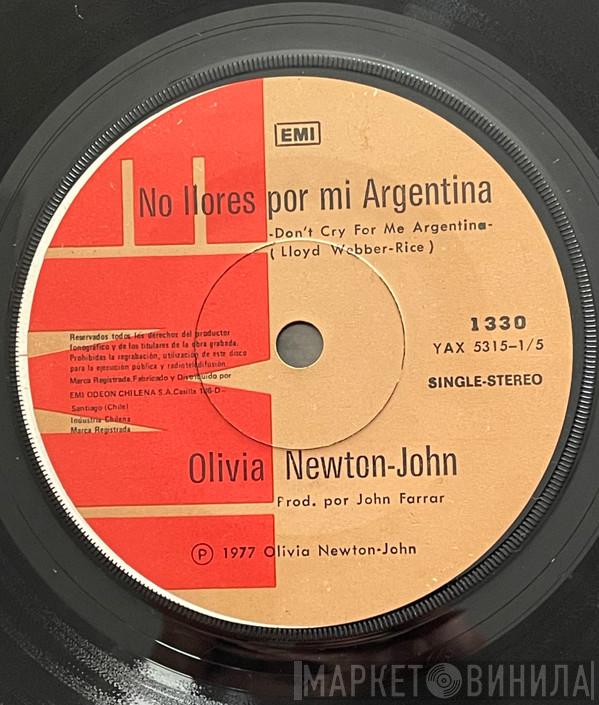 EMI
No llores por mi Argentina
-Don't Cry For Me Argentina-
( Lloyd Webber-Rice )
1330
YAX 5315-1/5
SINGLE-STEREO
Reservados todos los derechos del productor
fonográfico y de los titulares de la obra grabada.
Prohibidas la regrabación, utilización de este disco
para la ejecución pública y radioteledifusión
Marca Registrada. Fabricado y Distribuido por
EMI ODEON CHILENA S.A. Casilla 186-D-
Santiago (Chile)
Industria Chilena
Marca Registrada
Olivia Newton-John
Prod. por John Farrar
Ⓟ 1977 Olivia Newton-John
МАРКЕТ ВИНИЛА